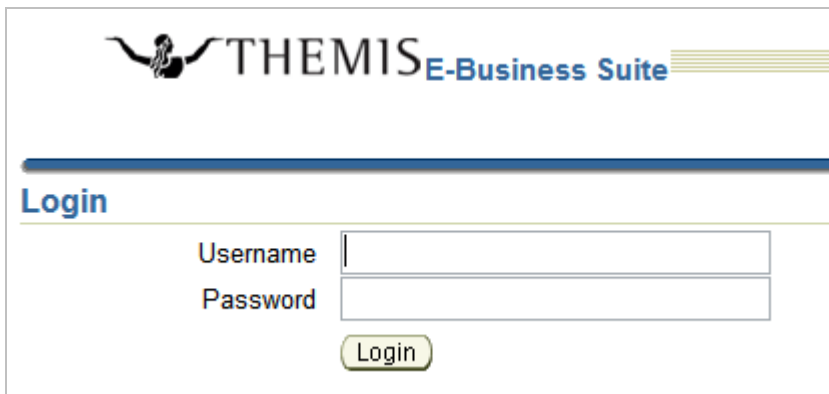 THEMIS E-Business Suite
Login
Username
Password
Login